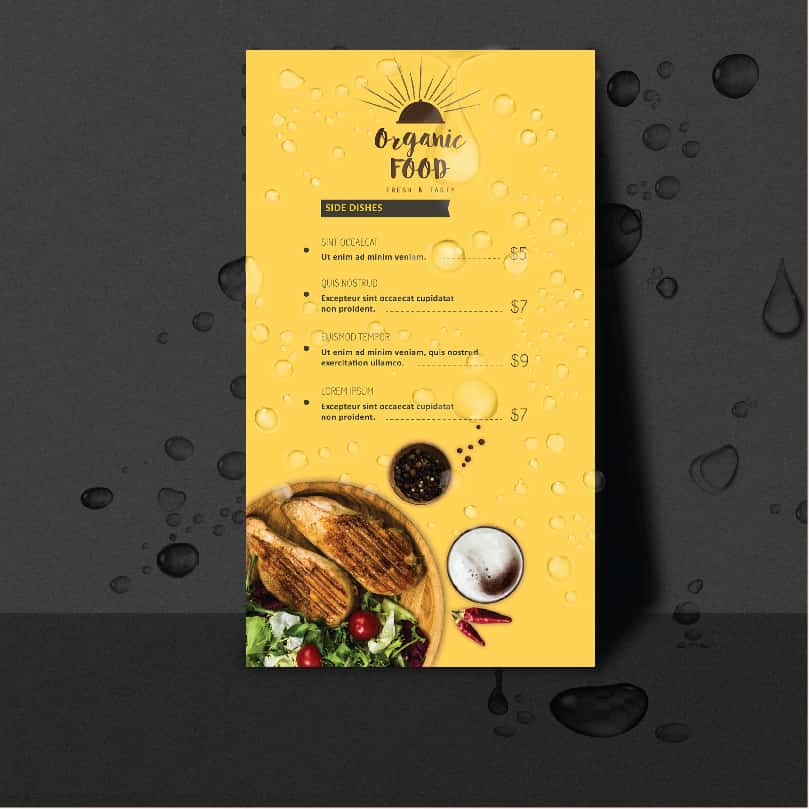 Organic
FOOD
FRESH & TASTY
SIDE DISHES
SINT OCCAECAT
Ut enim ad minim veniam. $5
QUIS NOSTRUD
Excepteur sint occaecat cupidatat
non proident. $7
EUISMOD TEMPOR
Ut enim ad minim veniam, quis nostrud
exercitation ullamco. $9
LOREM IPSUM
Excepteur sint occaecat cupidatat
non proident. $7